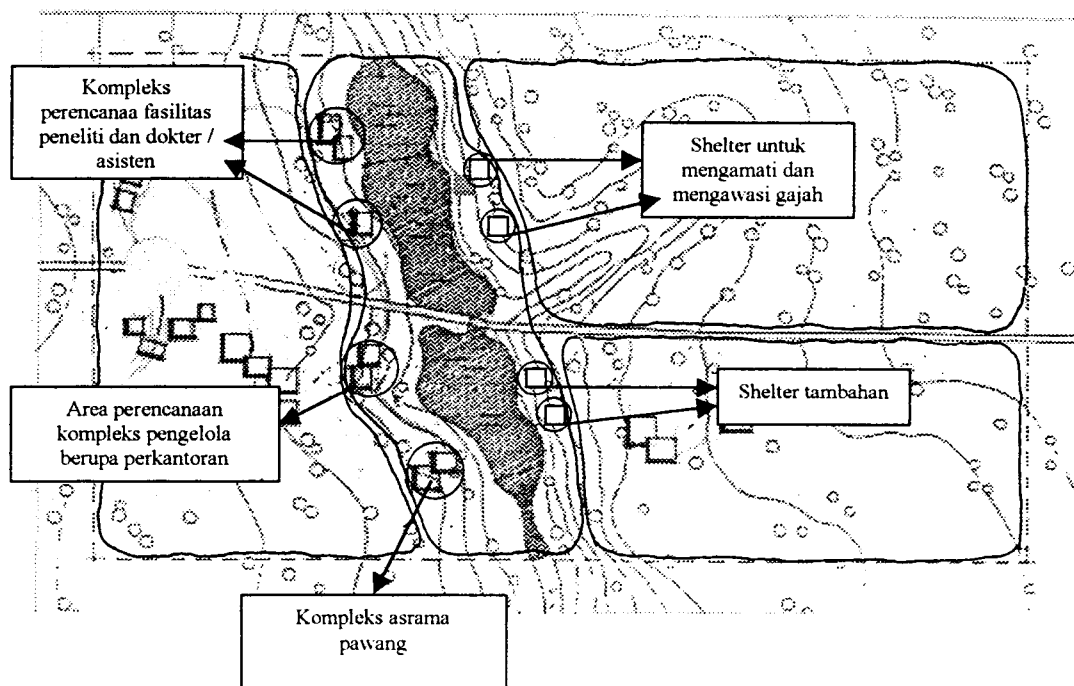 Kompleks
perencanaa fasilitas
peneliti dan dokter /
asisten
Shelter untuk
mengamati dan
mengawasi gajah
Area perencanaan
kompleks pengelola
berupa perkantoran
Shelter tambahan
Kompleks asrama
pawang